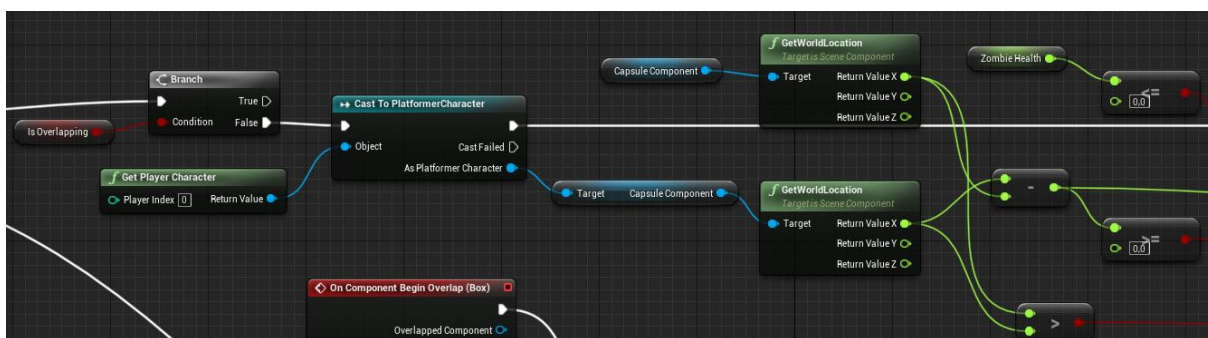 Branch
True
Condition
False
Is Overlapping
Get Player Character
Player Index 0
Return Value
Cast To PlatformerCharacter
Object
Cast Failed
As Platformer Character
Capsule Component
GetWorldLocation
Target is Scene Component
Target
Return Value X
Return Value Y
Return Value Z
Zombie Health
<=
0,0
Target
Capsule Component
GetWorldLocation
Target is Scene Component
Target
Return Value X
Return Value Y
Return Value Z
-
>=
0,0
>
On Component Begin Overlap (Box)
Overlapped Component